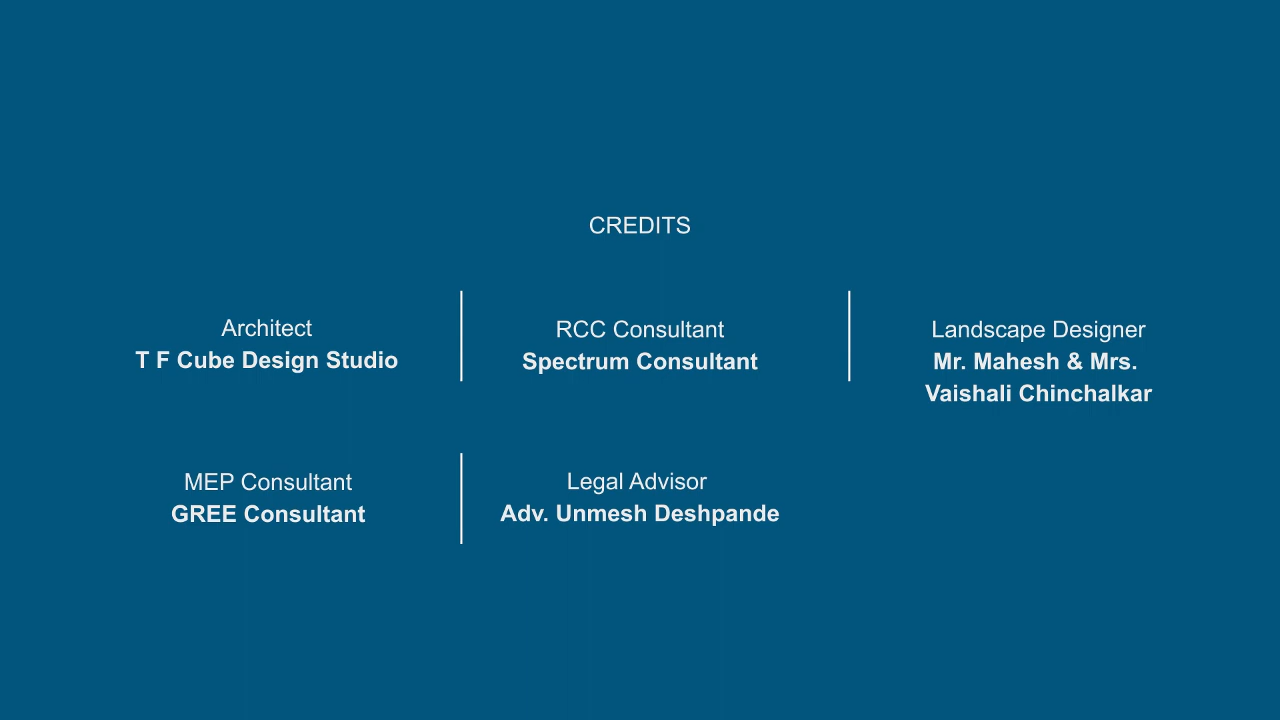 CREDITS
Architect
T F Cube Design Studio
RCC Consultant
Spectrum Consultant
Landscape Designer
Mr. Mahesh & Mrs.
Vaishali Chinchalkar
MEP Consultant
GREE Consultant
Legal Advisor
Adv. Unmesh Deshpande